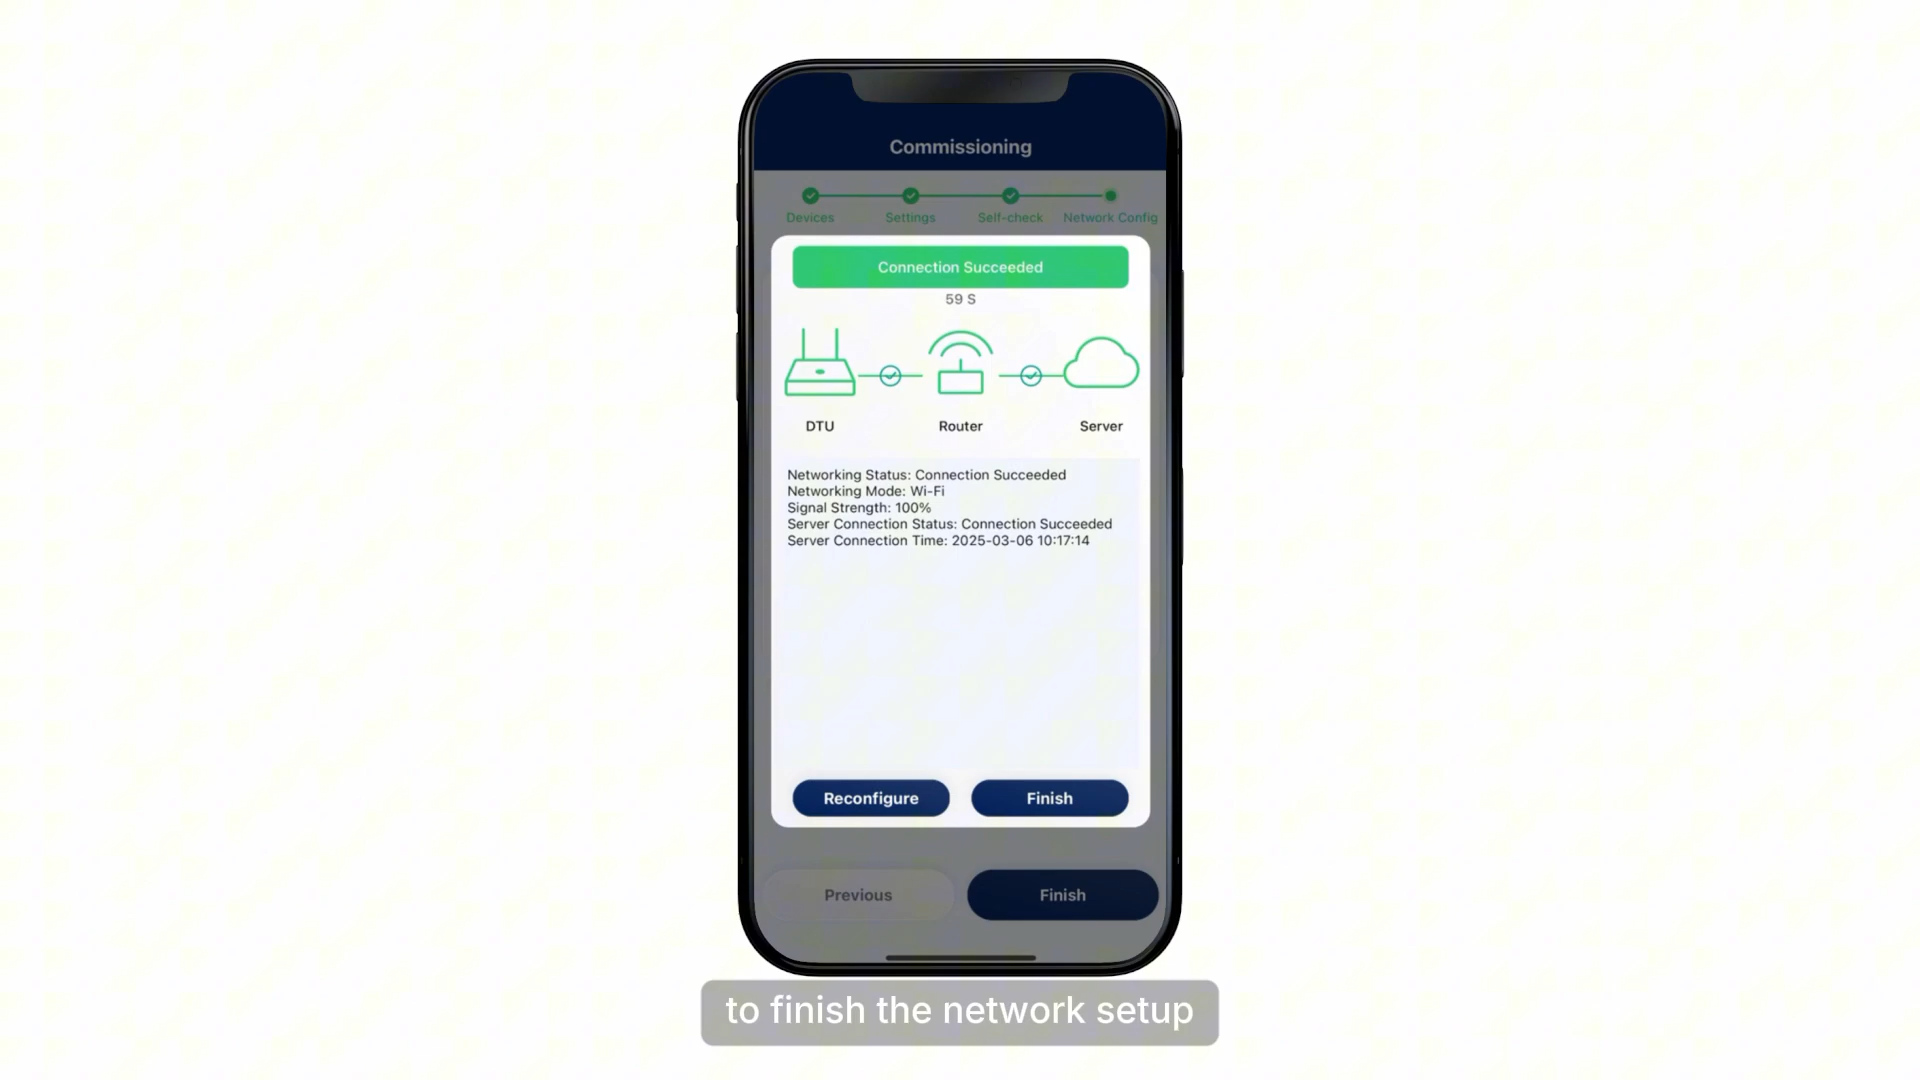 Commissioning
Devices Settings Self-check Network Config
Connection Succeeded
59 S
DTU Router Server
Networking Status: Connection Succeeded
Networking Mode: Wi-Fi
Signal Strength: 100%
Server Connection Status: Connection Succeeded
Server Connection Time: 2025-03-06 10:17:14
Reconfigure Finish
Previous Finish
to finish the network setup